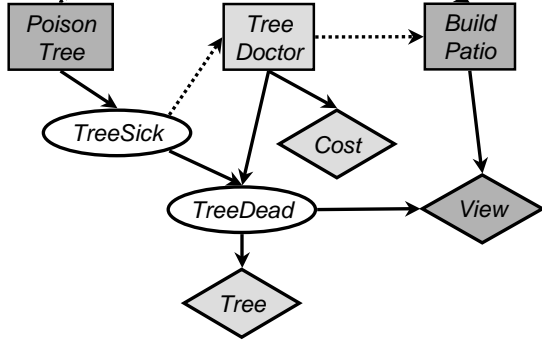 Poison
Tree
Tree
Doctor
Build
Patio
TreeSick
Cost
TreeDead
View
Tree